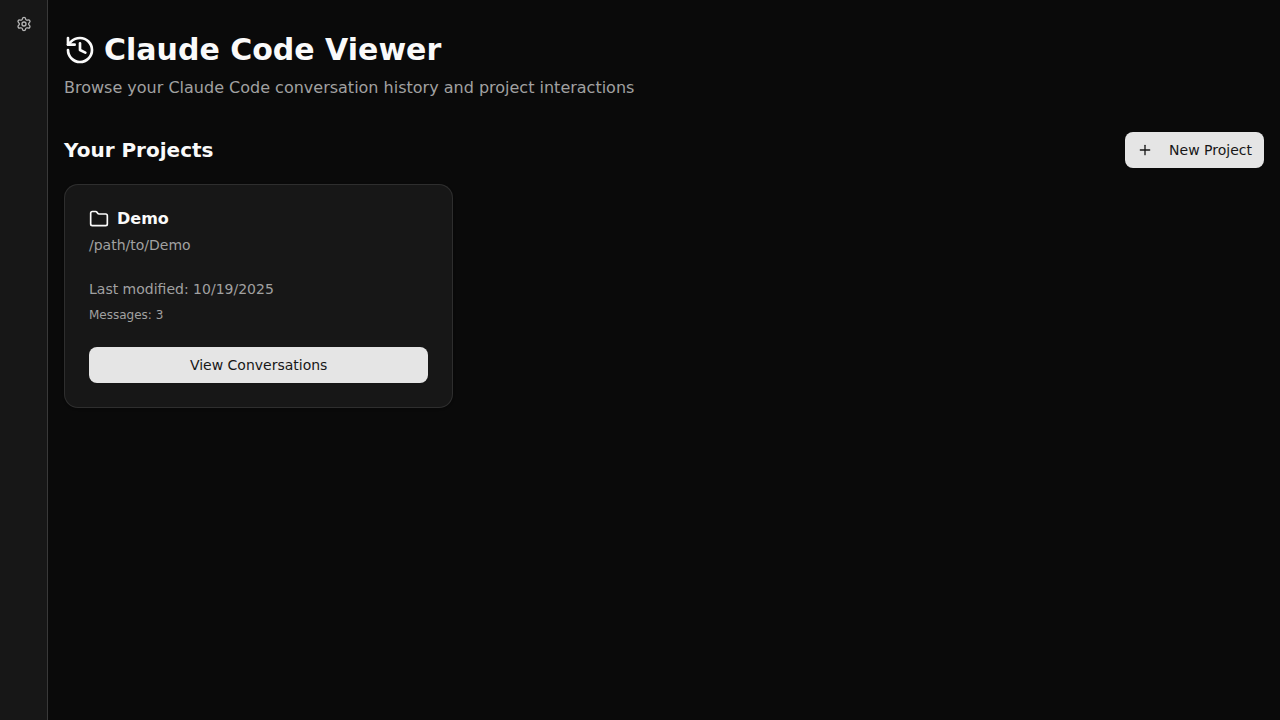 Claude Code Viewer
Browse your Claude Code conversation history and project interactions
Your Projects
New Project
Demo
/path/to/Demo
Last modified: 10/19/2025
Messages: 3
View Conversations